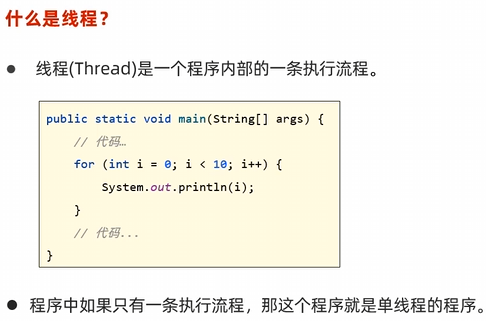 什么是线程？
● 线程(Thread)是一个程序内部的一条执行流程。
public static void main(String[] args) {
    // 代码…
    for (int i = 0; i < 10; i++) {
        System.out.println(i);
    }
    // 代码...
}
● 程序中如果只有一条执行流程，那这个程序就是单线程的程序。